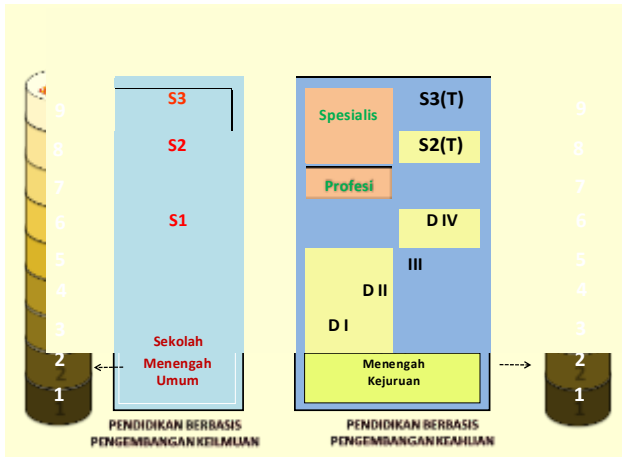 9
8
7
6
5
4
3
2
1
S3
S2
S1
Sekolah
Menengah
Umum
Spesialis
Profesi
S3(T)
S2(T)
D IV
III
D II
D I
Menengah
Kejuruan
9
8
7
6
5
4
3
2
1
PENDIDIKAN BERBASIS
PENGEMBANGAN KEILMUAN
PENDIDIKAN BERBASIS
PENGEMBANGAN KEAHLIAN